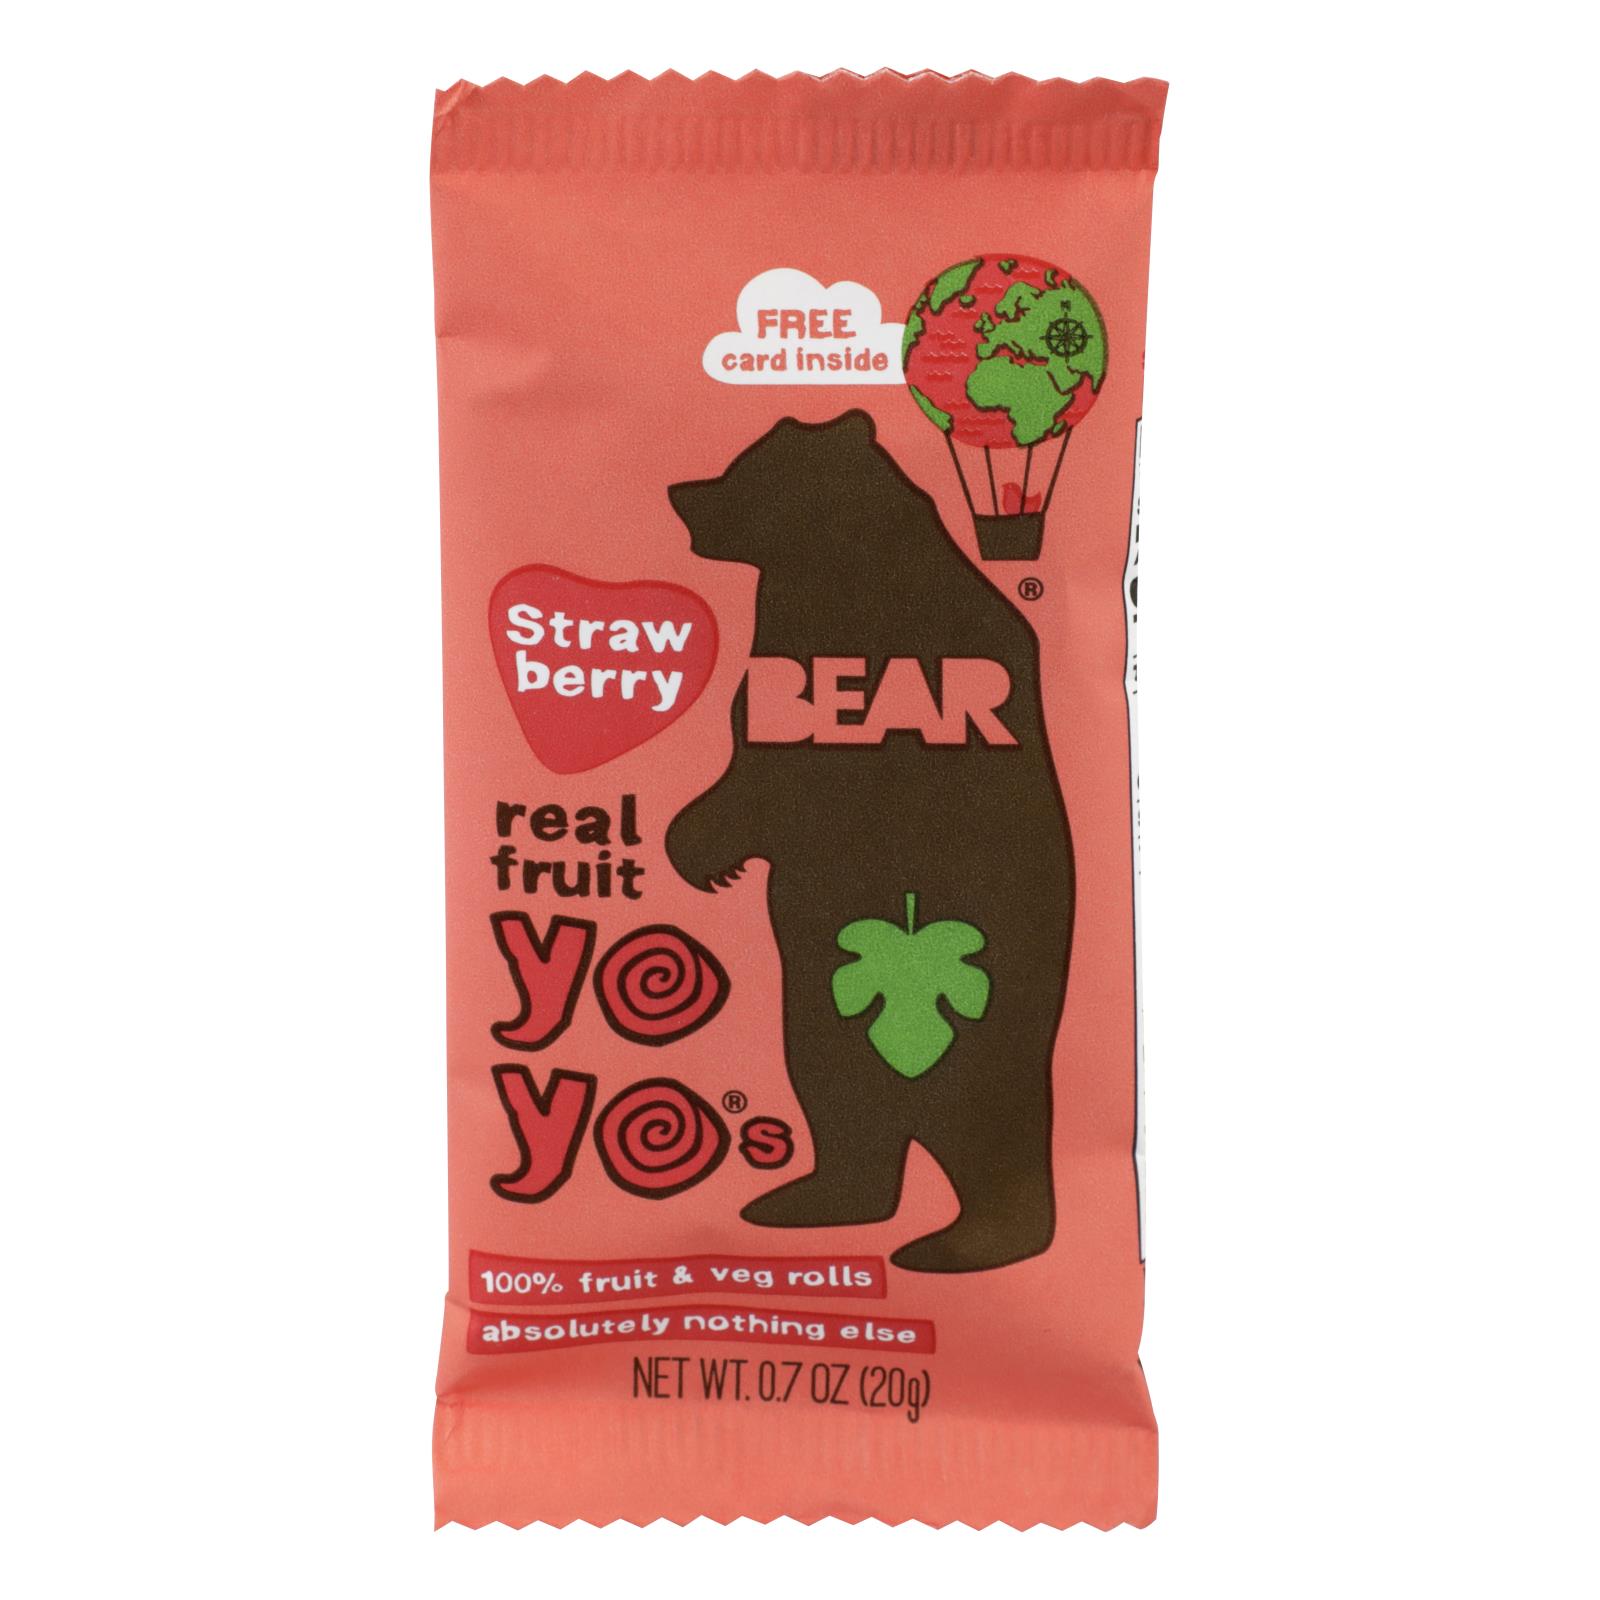 FREE
card inside
N
Straw
berry
®
BEAR
real
fruit
yo
yo®s
100% fruit & veg rolls
absolutely nothing else
NET WT. 0.7 OZ (20g)